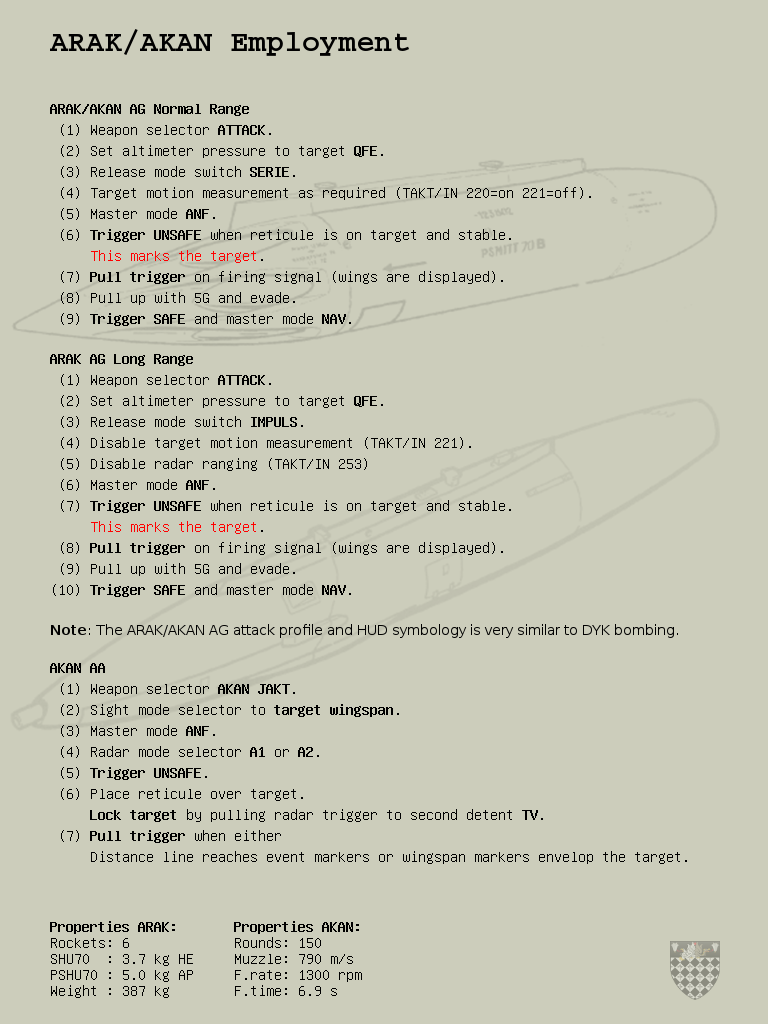 ARAK/AKAN Employment
ARAK/AKAN AG Normal Range
(1) Weapon selector ATTACK.
(2) Set altimeter pressure to target QFE.
(3) Release mode switch SERIE.
(4) Target motion measurement as required (TAKT/IN 220=on 221=off).
(5) Master mode ANF.
(6) Trigger UNSAFE when reticule is on target and stable.
This marks the target.
(7) Pull trigger on firing signal (wings are displayed).
(8) Pull up with 5G and evade.
(9) Trigger SAFE and master mode NAV.
PSMITT 70B
ARAK AG Long Range
(1) Weapon selector ATTACK.
(2) Set altimeter pressure to target QFE.
(3) Release mode switch IMPULS.
(4) Disable target motion measurement (TAKT/IN 221).
(5) Disable radar ranging (TAKT/IN 253)
(6) Master mode ANF.
(7) Trigger UNSAFE when reticule is on target and stable.
This marks the target.
(8) Pull trigger on firing signal (wings are displayed).
(9) Pull up with 5G and evade.
(10) Trigger SAFE and master mode NAV.
Note: The ARAK/AKAN AG attack profile and HUD symbology is very similar to DYK bombing.
AKAN AA
(1) Weapon selector AKAN JAKT.
(2) Sight mode selector to target wingspan.
(3) Master mode ANF.
(4) Radar mode selector A1 or A2.
(5) Trigger UNSAFE.
(6) Place reticule over target.
Lock target by pulling radar trigger to second detent TV.
(7) Pull trigger when either
Distance line reaches event markers or wingspan markers envelop the target.
Properties ARAK:
Rockets: 6
SHU70  : 3.7 kg HE
PSHU70 : 5.0 kg AP
Weight : 387 kg
Properties AKAN:
Rounds: 150
Muzzle: 790 m/s
F.rate: 1300 rpm
F.time: 6.9 s